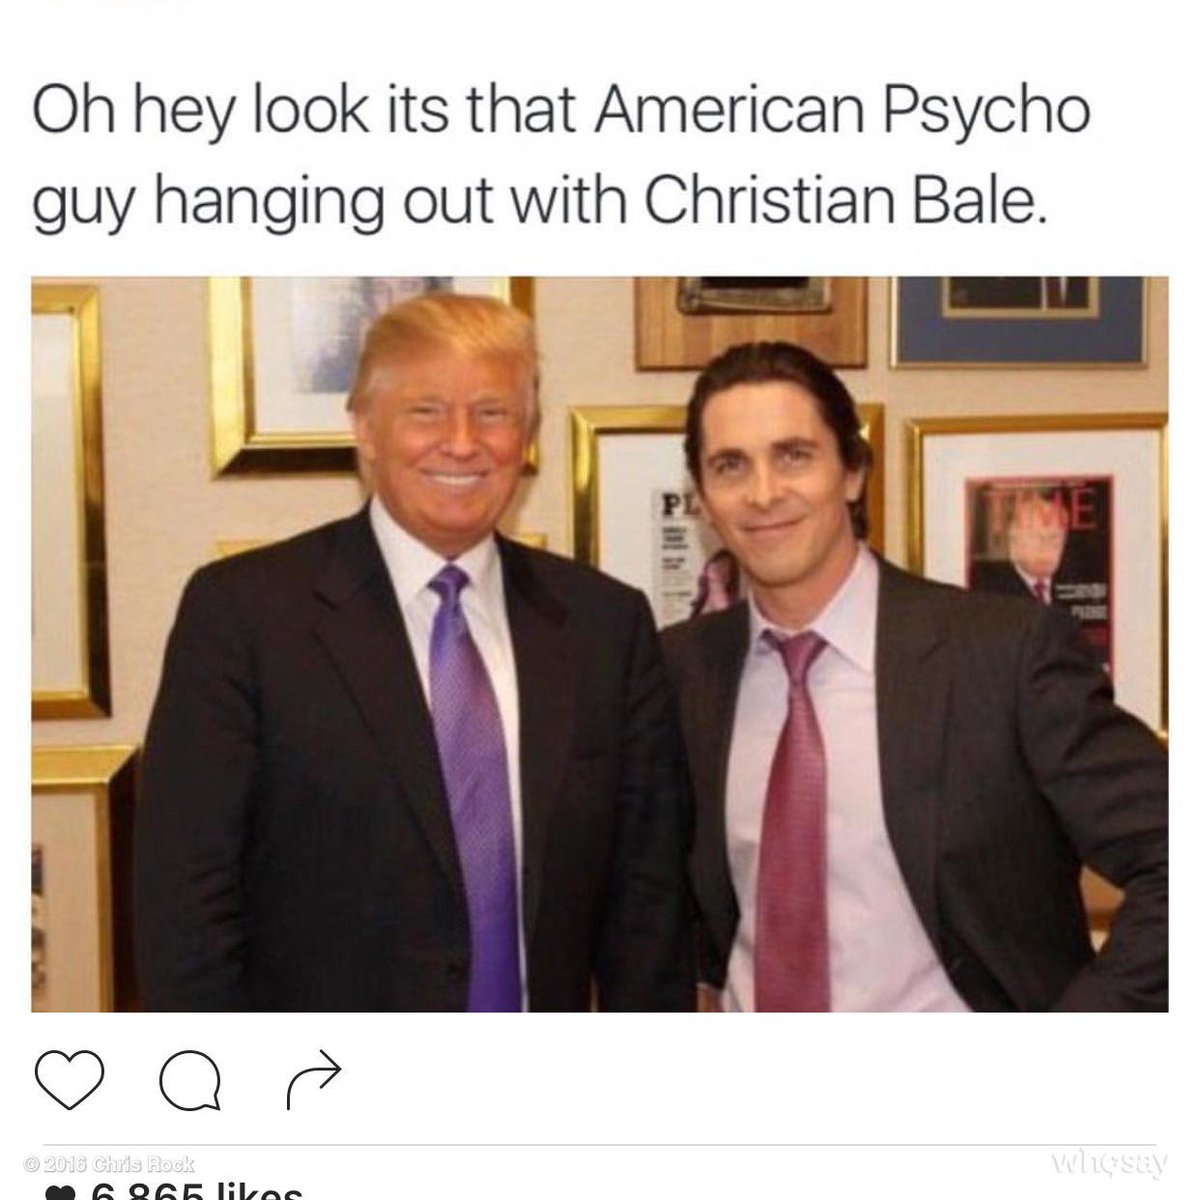 Oh hey look its that American Psycho
guy hanging out with Christian Bale.
PL
TIME
© 2016 Chris Rock
whosay
6,865 likes